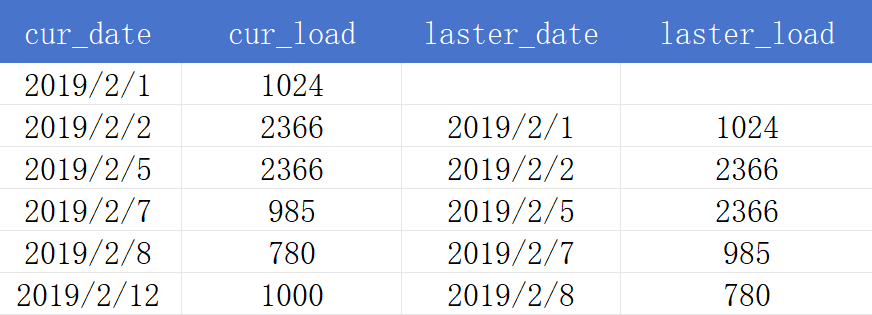 cur_date cur_load laster_date laster_load
2019/2/1 1024
2019/2/2 2366 2019/2/1 1024
2019/2/5 2366 2019/2/2 2366
2019/2/7 985 2019/2/5 2366
2019/2/8 780 2019/2/7 985
2019/2/12 1000 2019/2/8 780